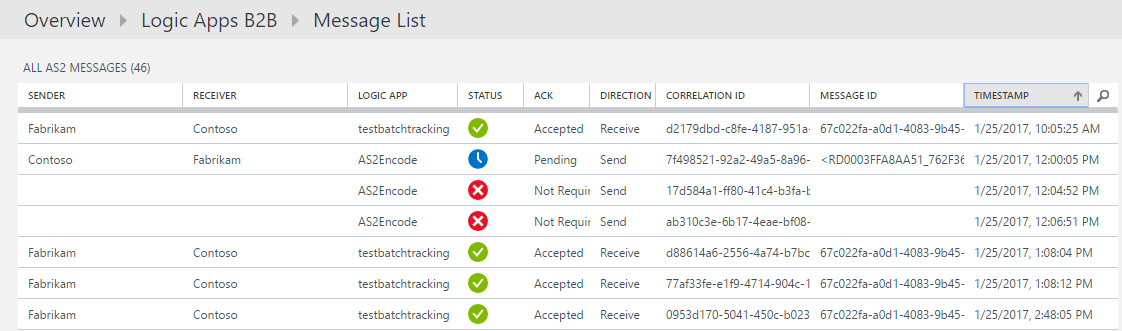 Overview Logic Apps B2B Message List
ALL AS2 MESSAGES (46)
SENDER RECEIVER LOGIC APP STATUS ACK DIRECTION CORRELATION ID MESSAGE ID TIMESTAMP
Fabrikam Contoso testbatchtracking Accepted Receive d2179dbd-c8fe-4187-951a- 67c022fa-a0d1-4083-9b45- 1/25/2017, 10:05:25 AM
Contoso Fabrikam AS2Encode Pending Send 7f498521-92a2-49a5-8a96- <RD0003FFA8AA51_762F36 1/25/2017, 12:00:05 PM
AS2Encode Not Requir Send 17d584a1-ff80-41c4-b3fa-b 1/25/2017, 12:04:52 PM
AS2Encode Not Requir Send ab310c3e-6b17-4eae-bf08- 1/25/2017, 12:06:51 PM
Fabrikam Contoso testbatchtracking Accepted Receive d88614a6-2556-4a74-b7bc 67c022fa-a0d1-4083-9b45- 1/25/2017, 1:08:04 PM
Fabrikam Contoso testbatchtracking Accepted Receive 77af33fe-e1f9-4714-904c-1 67c022fa-a0d1-4083-9b45- 1/25/2017, 1:08:12 PM
Fabrikam Contoso testbatchtracking Accepted Receive 0953d170-5041-450c-b023 67c022fa-a0d1-4083-9b45- 1/25/2017, 2:48:05 PM